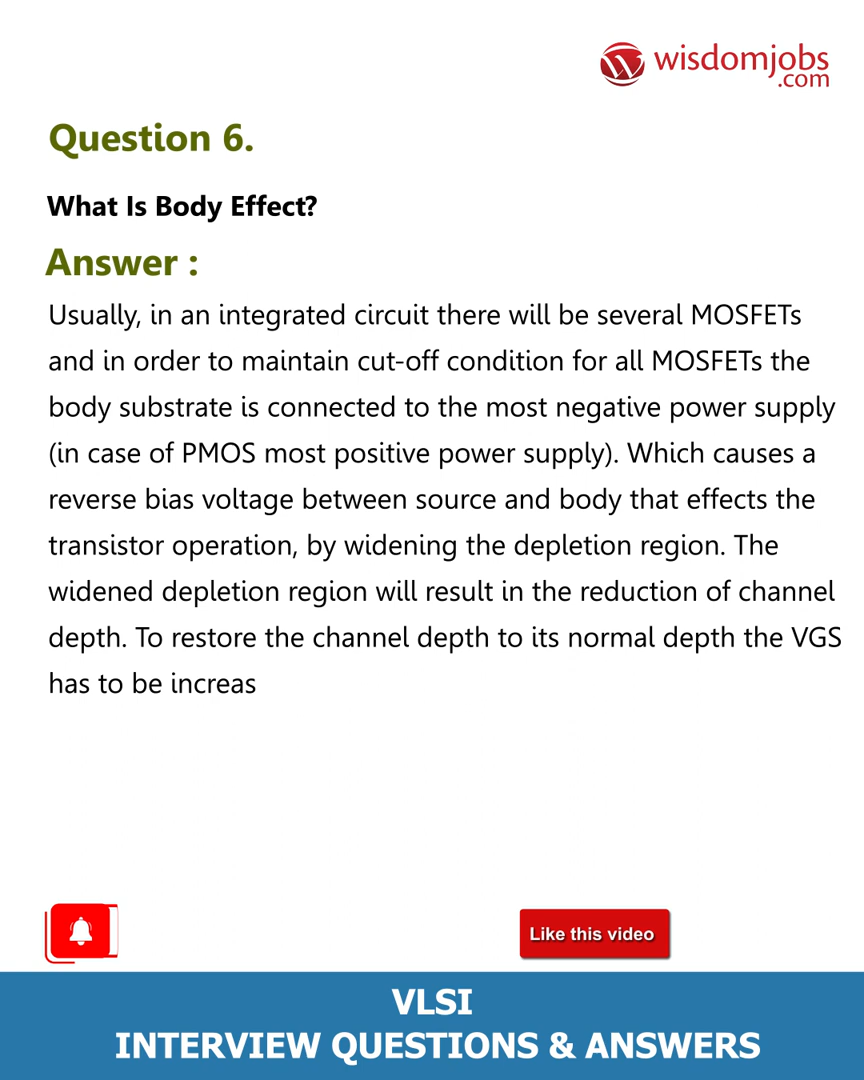 wisdomjobs
.com
Question 6.
What Is Body Effect?
Answer :
Usually, in an integrated circuit there will be several MOSFETs
and in order to maintain cut-off condition for all MOSFETs the
body substrate is connected to the most negative power supply
(in case of PMOS most positive power supply). Which causes a
reverse bias voltage between source and body that effects the
transistor operation, by widening the depletion region. The
widened depletion region will result in the reduction of channel
depth. To restore the channel depth to its normal depth the VGS
has to be increas
Like this video
VLSI
INTERVIEW QUESTIONS & ANSWERS